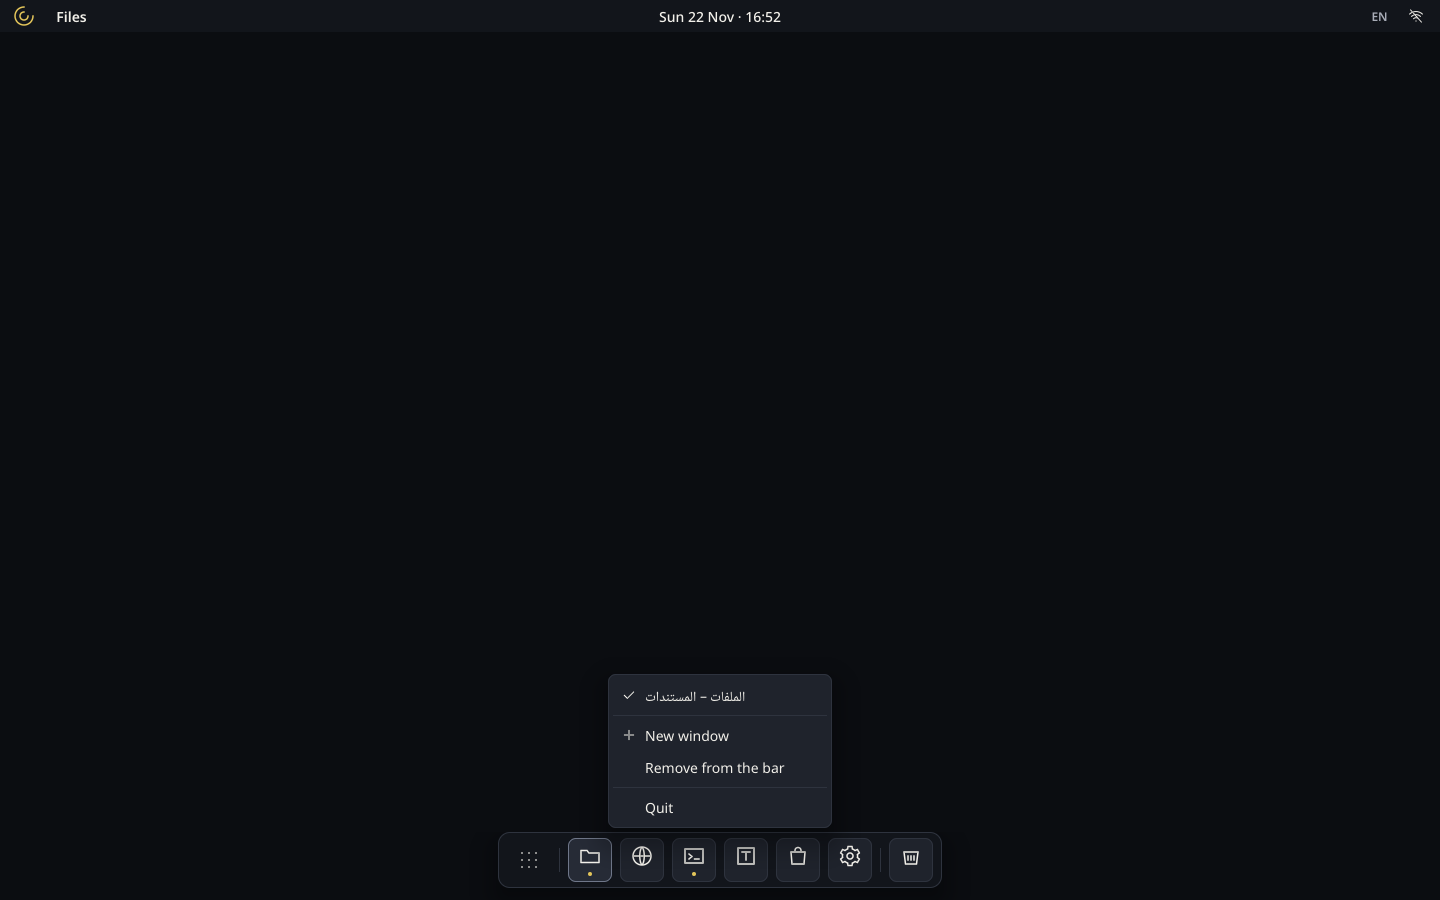 Files
Sun 22 Nov · 16:52
EN
الملفات – المستندات
New window
Remove from the bar
Quit